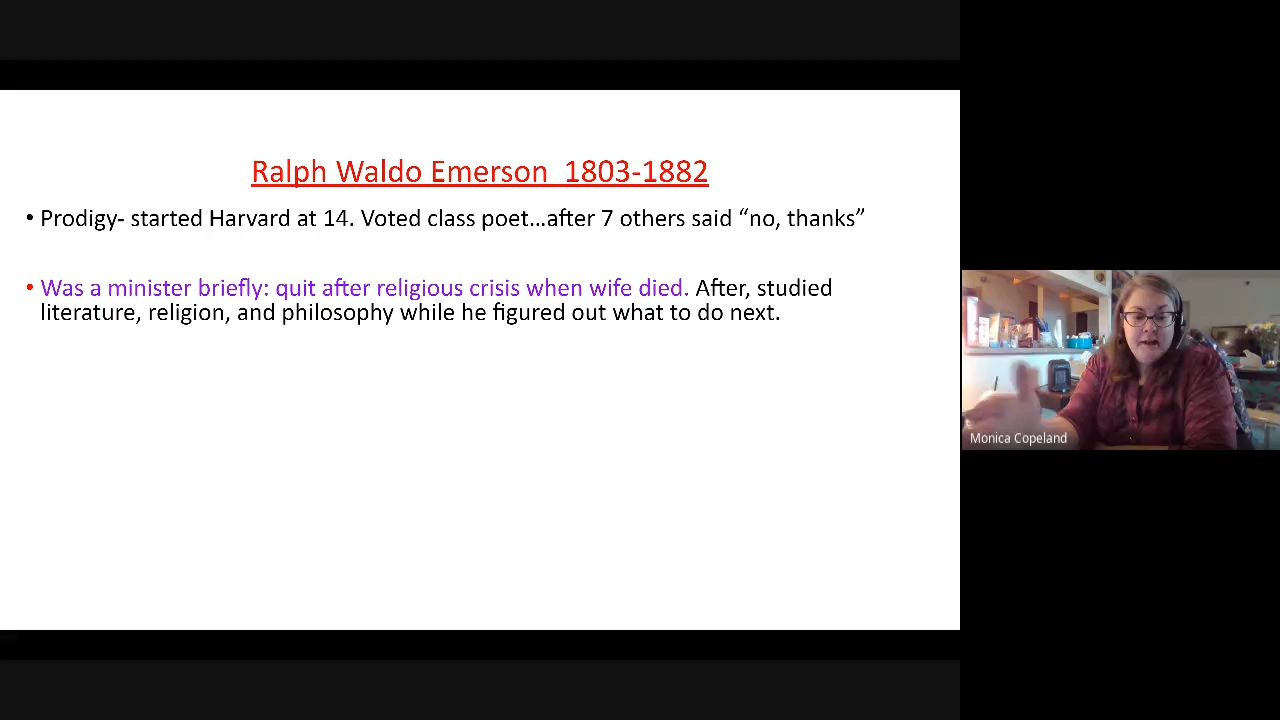 Ralph Waldo Emerson  1803-1882
• Prodigy- started Harvard at 14. Voted class poet…after 7 others said “no, thanks”
• Was a minister briefly: quit after religious crisis when wife died. After, studied
literature, religion, and philosophy while he figured out what to do next.
Monica Copeland